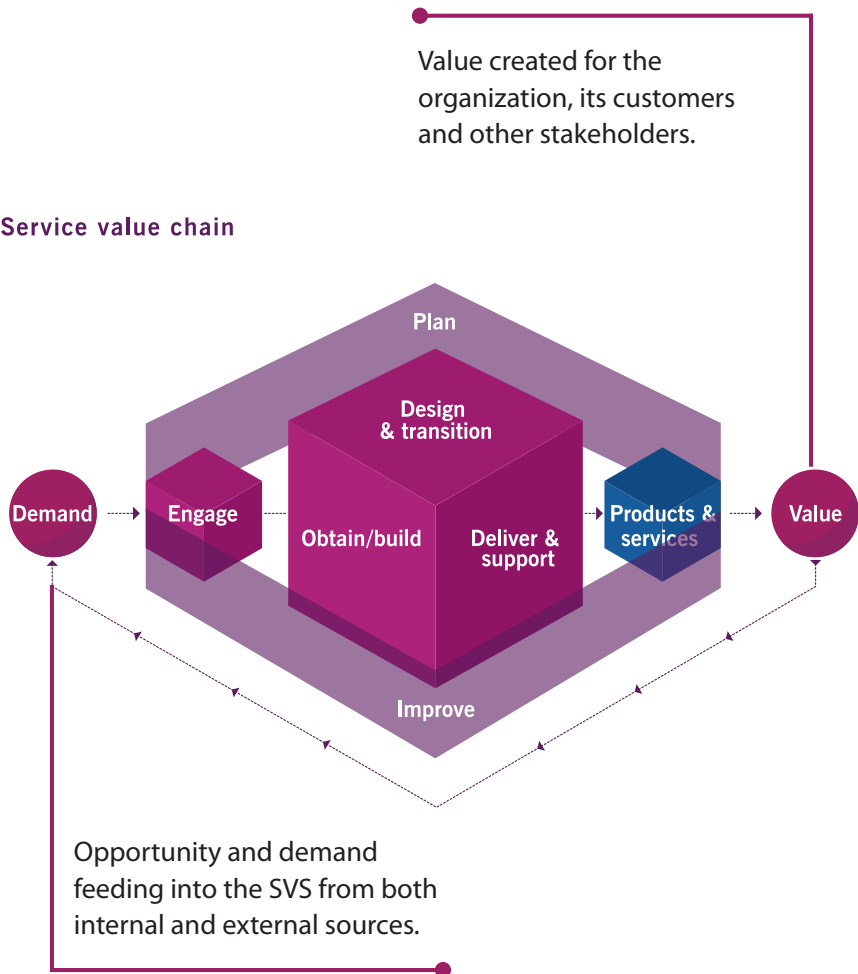 Value created for the
organization, its customers
and other stakeholders.
Service value chain
Plan
Design
& transition
Demand
Engage
Obtain/build
Deliver &
support
Products &
services
Value
Improve
Opportunity and demand
feeding into the SVS from both
internal and external sources.